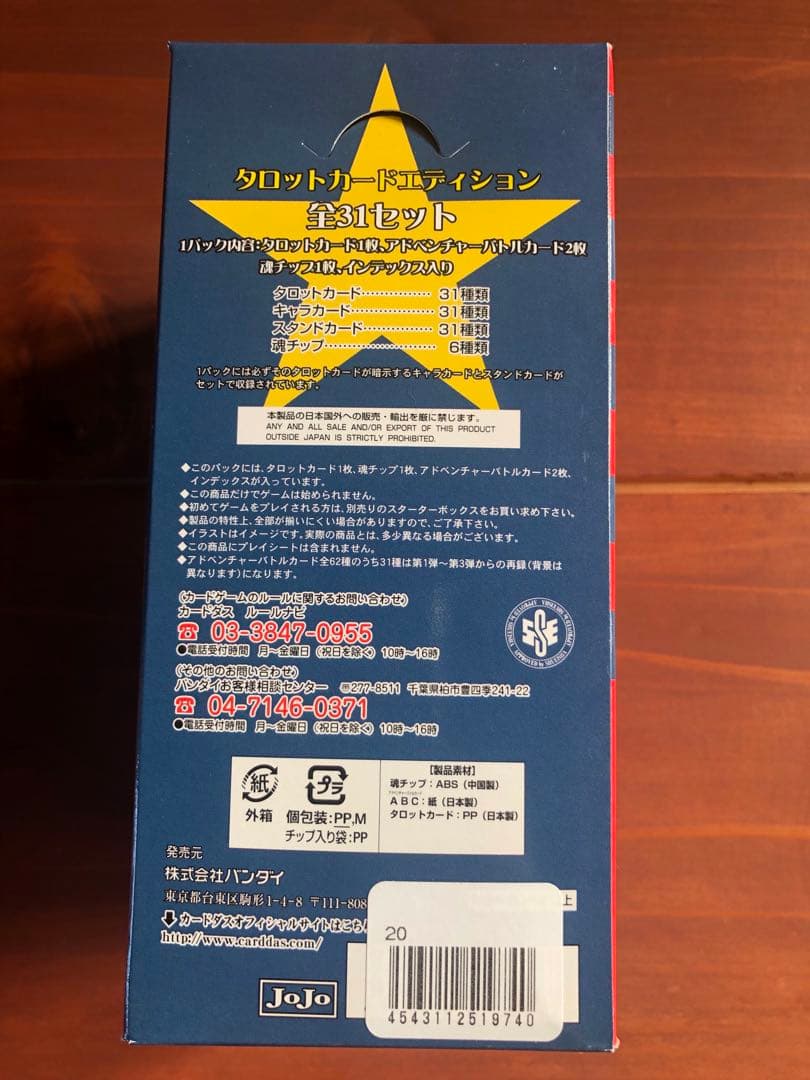 タロットカードエディション
全31セット
1パック内容:タロットカード1枚、アドベンチャーバトルカード2枚
魂チップ1枚、インデックス入り
タロットカード…………… 31種類
キャラカード……………… 31種類
スタンドカード…………… 31種類
魂チップ…………………… 6種類
1パックには必ずそのタロットカードが暗示するキャラカードとスタンドカードが
セットで収録されています。
本製品の日本国外への販売・輸出を厳に禁じます。
ANY AND ALL SALE AND/OR EXPORT OF THIS PRODUCT
OUTSIDE JAPAN IS STRICTLY PROHIBITED.
◆このパックには、タロットカード1枚、魂チップ1枚、アドベンチャーバトルカード2枚、
インデックスが入っています。
◆この商品だけでゲームは始められません。
◆初めてゲームをプレイされる方は、別売りのスターターボックスをお買い求め下さい。
◆製品の特性上、全部が揃いにくい場合がありますので、ご了承下さい。
◆イラストはイメージです。実際の商品とは、多少異なる場合がございます。
◆この商品にプレイシートは含まれません。
◆アドベンチャーバトルカード全62種のうち31種は第1弾〜第3弾からの再録(背景は
異なります)になります。
〈カードゲームのルールに関するお問い合わせ〉
カードダス ルールナビ
☎ 03-3847-0955
●電話受付時間 月〜金曜日(祝日を除く)10時〜16時
〈その他のお問い合わせ〉
バンダイお客様相談センター 〒277-8511 千葉県柏市豊四季241-22
☎ 04-7146-0371
●電話受付時間 月〜金曜日(祝日を除く)10時〜16時
SSE
紙
外箱
プラ
個包装:PP,M
チップ入り袋:PP
【製品素材】
魂チップ:ABS(中国製)
ABC:紙(日本製)
タロットカード:PP(日本製)
発売元
株式会社バンダイ
東京都台東区駒形1-4-8 〒111-808
上
カードダスオフィシャルサイトはこち
http://www.carddas.com/
JoJo
20
4543112519740